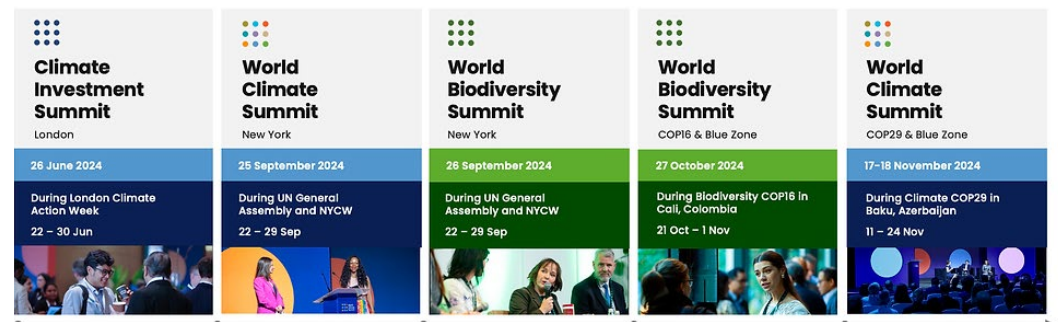 Climate
Investment
Summit
London
26 June 2024
During London Climate
Action Week
22 – 30 Jun
World
Climate
Summit
New York
25 September 2024
During UN General
Assembly and NYCW
22 – 29 Sep
World
Biodiversity
Summit
New York
26 September 2024
During UN General
Assembly and NYCW
22 – 29 Sep
World
Biodiversity
Summit
COP16 & Blue Zone
27 October 2024
During Biodiversity COP16 in
Cali, Colombia
21 Oct – 1 Nov
World
Climate
Summit
COP29 & Blue Zone
17-18 November 2024
During Climate COP29 in
Baku, Azerbaijan
11 – 24 Nov